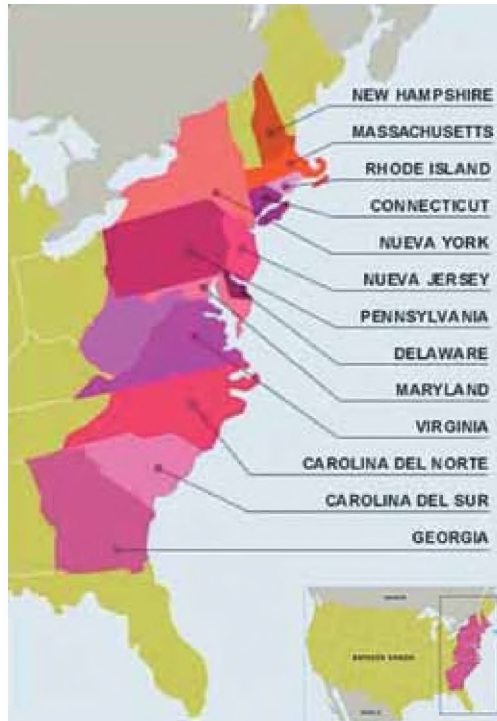 NEW HAMPSHIRE
MASSACHUSETTS
RHODE ISLAND
CONNECTICUT
NUEVA YORK
NUEVA JERSEY
PENNSYLVANIA
DELAWARE
MARYLAND
VIRGINIA
CAROLINA DEL NORTE
CAROLINA DEL SUR
GEORGIA